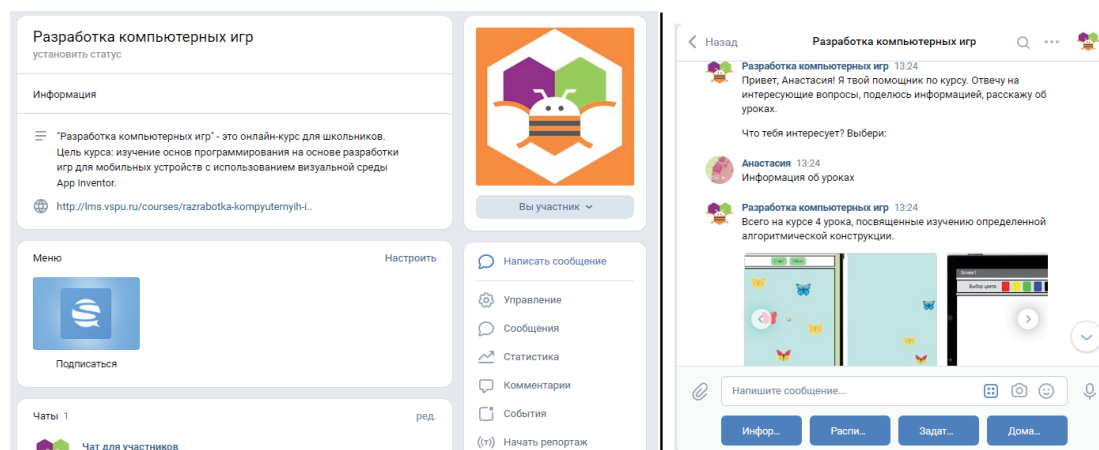 Разработка компьютерных игр
установить статус
Информация
"Разработка компьютерных игр" - это онлайн-курс для школьников.
Цель курса: изучение основ программирования на основе разработки
игр для мобильных устройств с использованием визуальной среды
App Inventor.
http://lms.vspu.ru/courses/razrabotka-kompyuternyih-i..
Меню
Настроить
Подписаться
Чаты 1
ред.
Чат для участников
Вы участник
Написать сообщение
Управление
Сообщения
Статистика
Комментарии
События
Начать репортаж
Назад
Разработка компьютерных игр
Разработка компьютерных игр 13:24
Привет, Анастасия! Я твой помощник по курсу. Отвечу на
интересующие вопросы, поделюсь информацией, расскажу об
уроках.
Что тебя интересует? Выбери:
Анастасия 13:24
Информация об уроках
Разработка компьютерных игр 13:24
Всего на курсе 4 урока, посвященные изучению определенной
алгоритмической конструкции.
Screen1
Выбор цвета:
Напишите сообщение...
Инфор...
Распи...
Задат...
Дома...